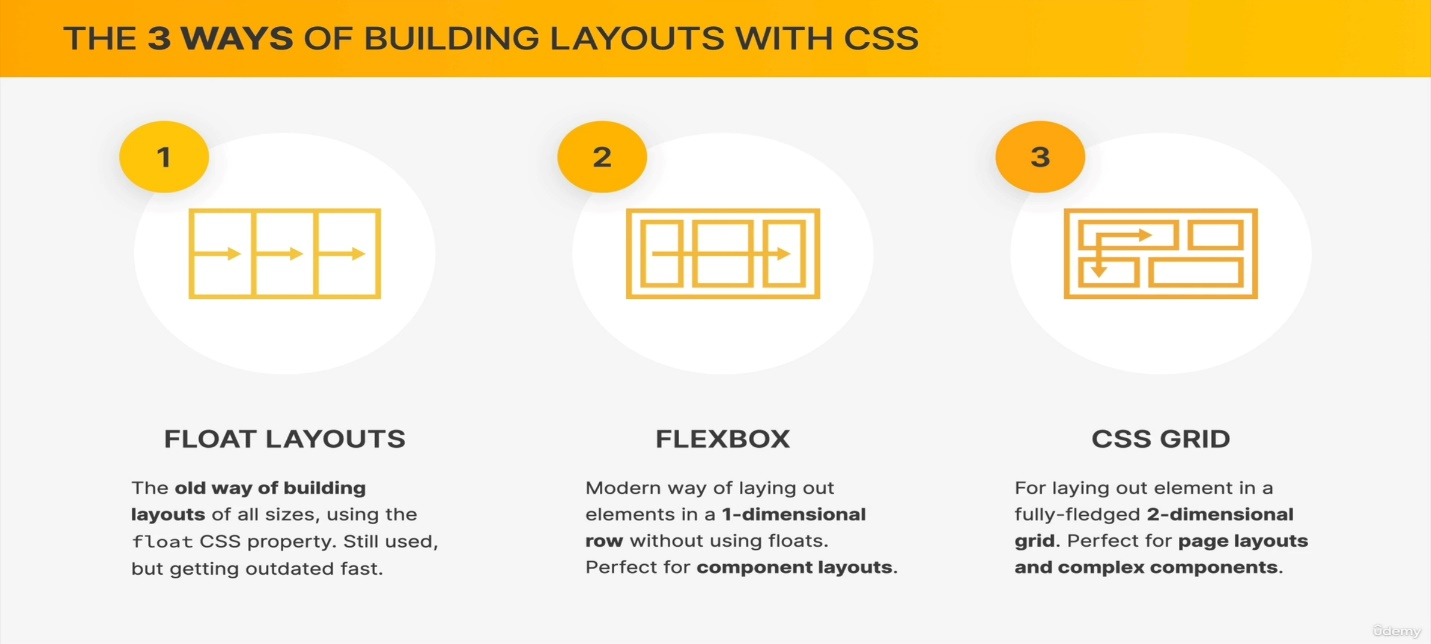 THE 3 WAYS OF BUILDING LAYOUTS WITH CSS
1
2
3
FLOAT LAYOUTS
The old way of building
layouts of all sizes, using the
float CSS property. Still used,
but getting outdated fast.
FLEXBOX
Modern way of laying out
elements in a 1-dimensional
row without using floats.
Perfect for component layouts.
CSS GRID
For laying out element in a
fully-fledged 2-dimensional
grid. Perfect for page layouts
and complex components.
ûdemy